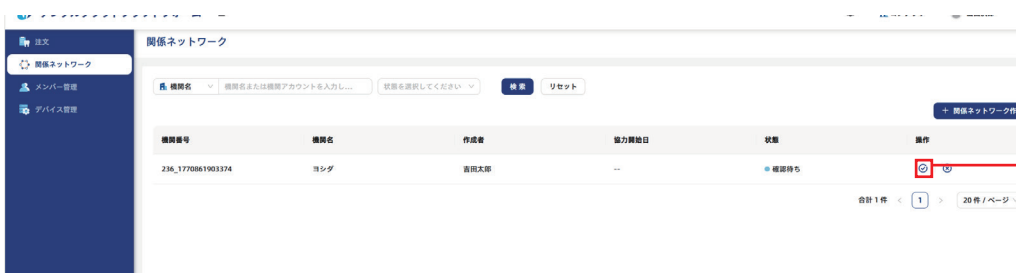 注文
関係ネットワーク
メンバー管理
デバイス管理
関係ネットワーク
機関名 機関名または機関アカウントを入力し... 状態を選択してください 検索 リセット
+ 関係ネットワーク作
機関番号 機関名 作成者 協力開始日 状態 操作
236_1770861903374 ヨシダ 吉田太郎 -- 確認待ち
合計 1 件 < 1 > 20 件 / ページ